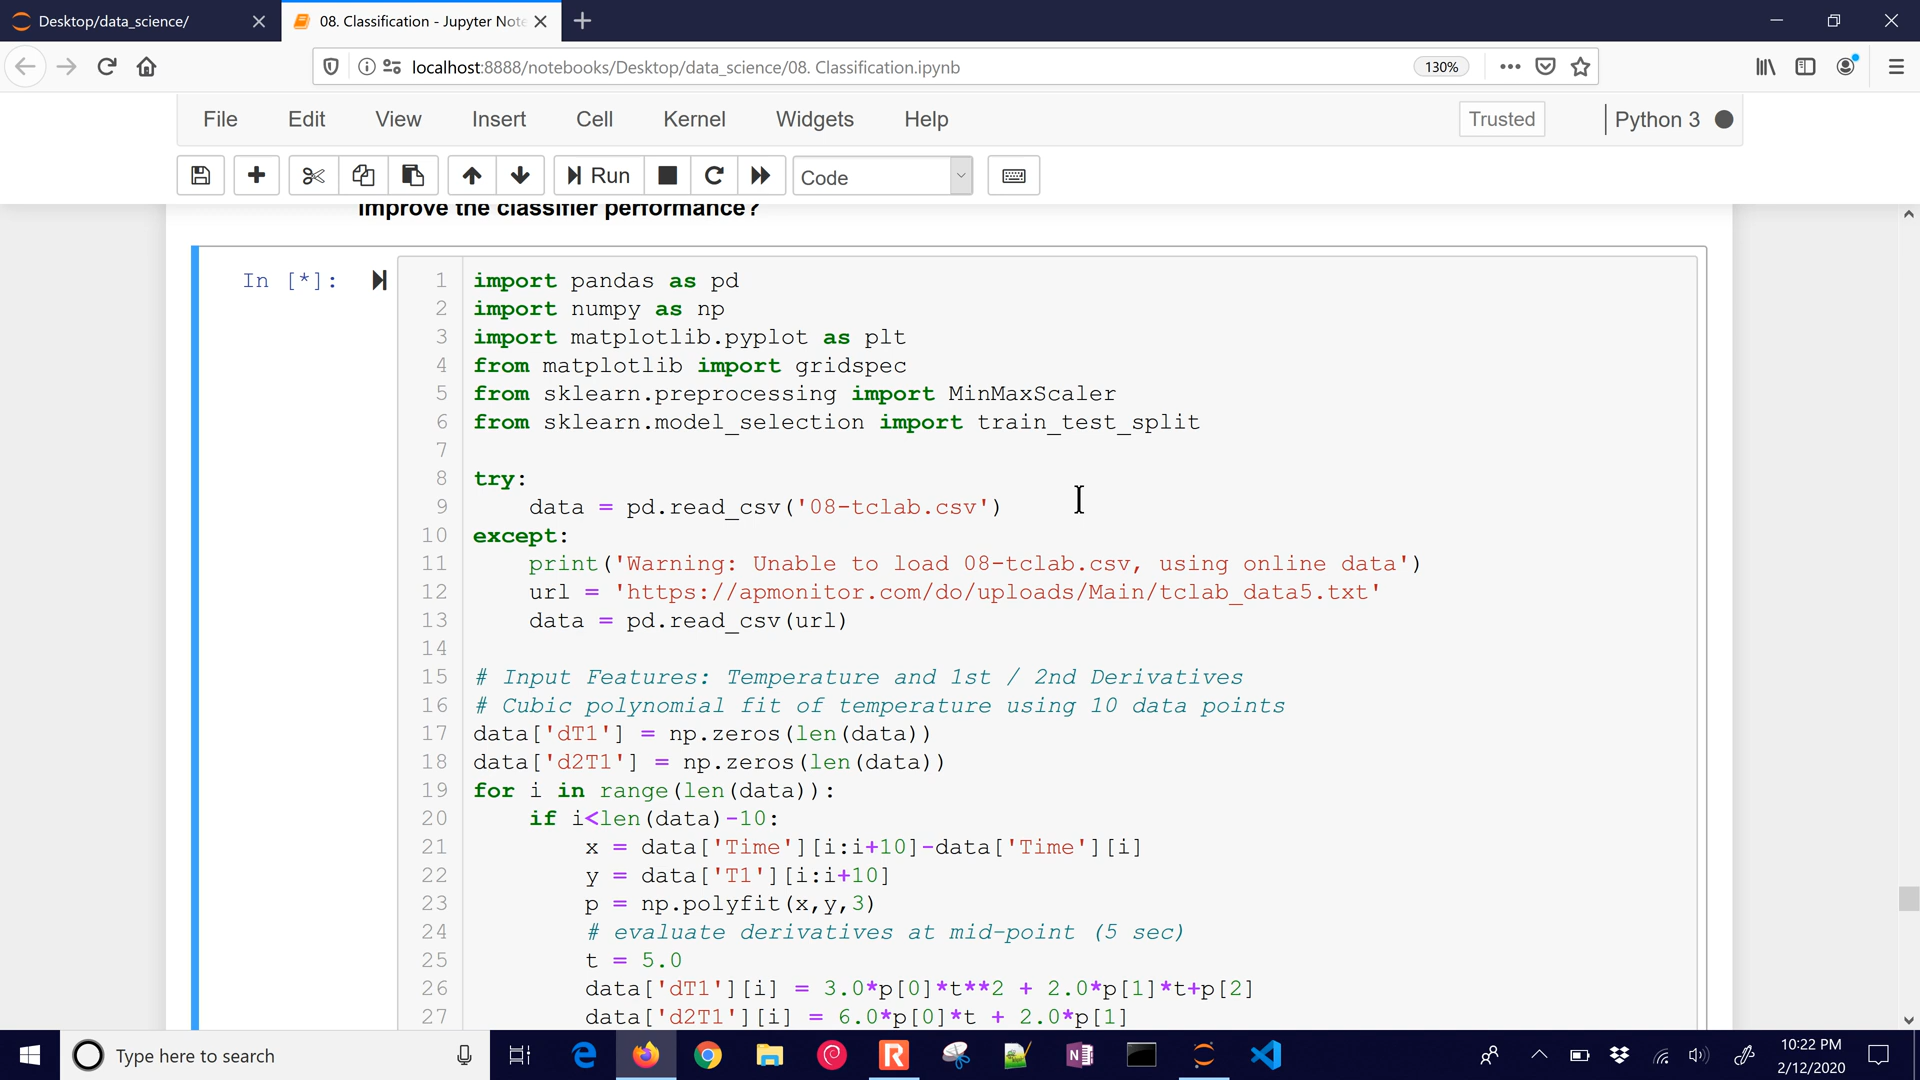 Desktop/data_science/
08. Classification - Jupyter Note
localhost:8888/notebooks/Desktop/data_science/08. Classification.ipynb
130%
File Edit View Insert Cell Kernel Widgets Help
Trusted
Python 3
Run
Code
improve the classifier performance?
In [*]:
1 import pandas as pd
2 import numpy as np
3 import matplotlib.pyplot as plt
4 from matplotlib import gridspec
5 from sklearn.preprocessing import MinMaxScaler
6 from sklearn.model_selection import train_test_split
7
8 try:
9 data = pd.read_csv('08-tclab.csv')
10 except:
11 print('Warning: Unable to load 08-tclab.csv, using online data')
12 url = 'https://apmonitor.com/do/uploads/Main/tclab_data5.txt'
13 data = pd.read_csv(url)
14
15 # Input Features: Temperature and 1st / 2nd Derivatives
16 # Cubic polynomial fit of temperature using 10 data points
17 data['dT1'] = np.zeros(len(data))
18 data['d2T1'] = np.zeros(len(data))
19 for i in range(len(data)):
20 if i<len(data)-10:
21 x = data['Time'][i:i+10]-data['Time'][i]
22 y = data['T1'][i:i+10]
23 p = np.polyfit(x,y,3)
24 # evaluate derivatives at mid-point (5 sec)
25 t = 5.0
26 data['dT1'][i] = 3.0*p[0]*t**2 + 2.0*p[1]*t+p[2]
27 data['d2T1'][i] = 6.0*p[0]*t + 2.0*p[1]
Type here to search
10:22 PM
2/12/2020